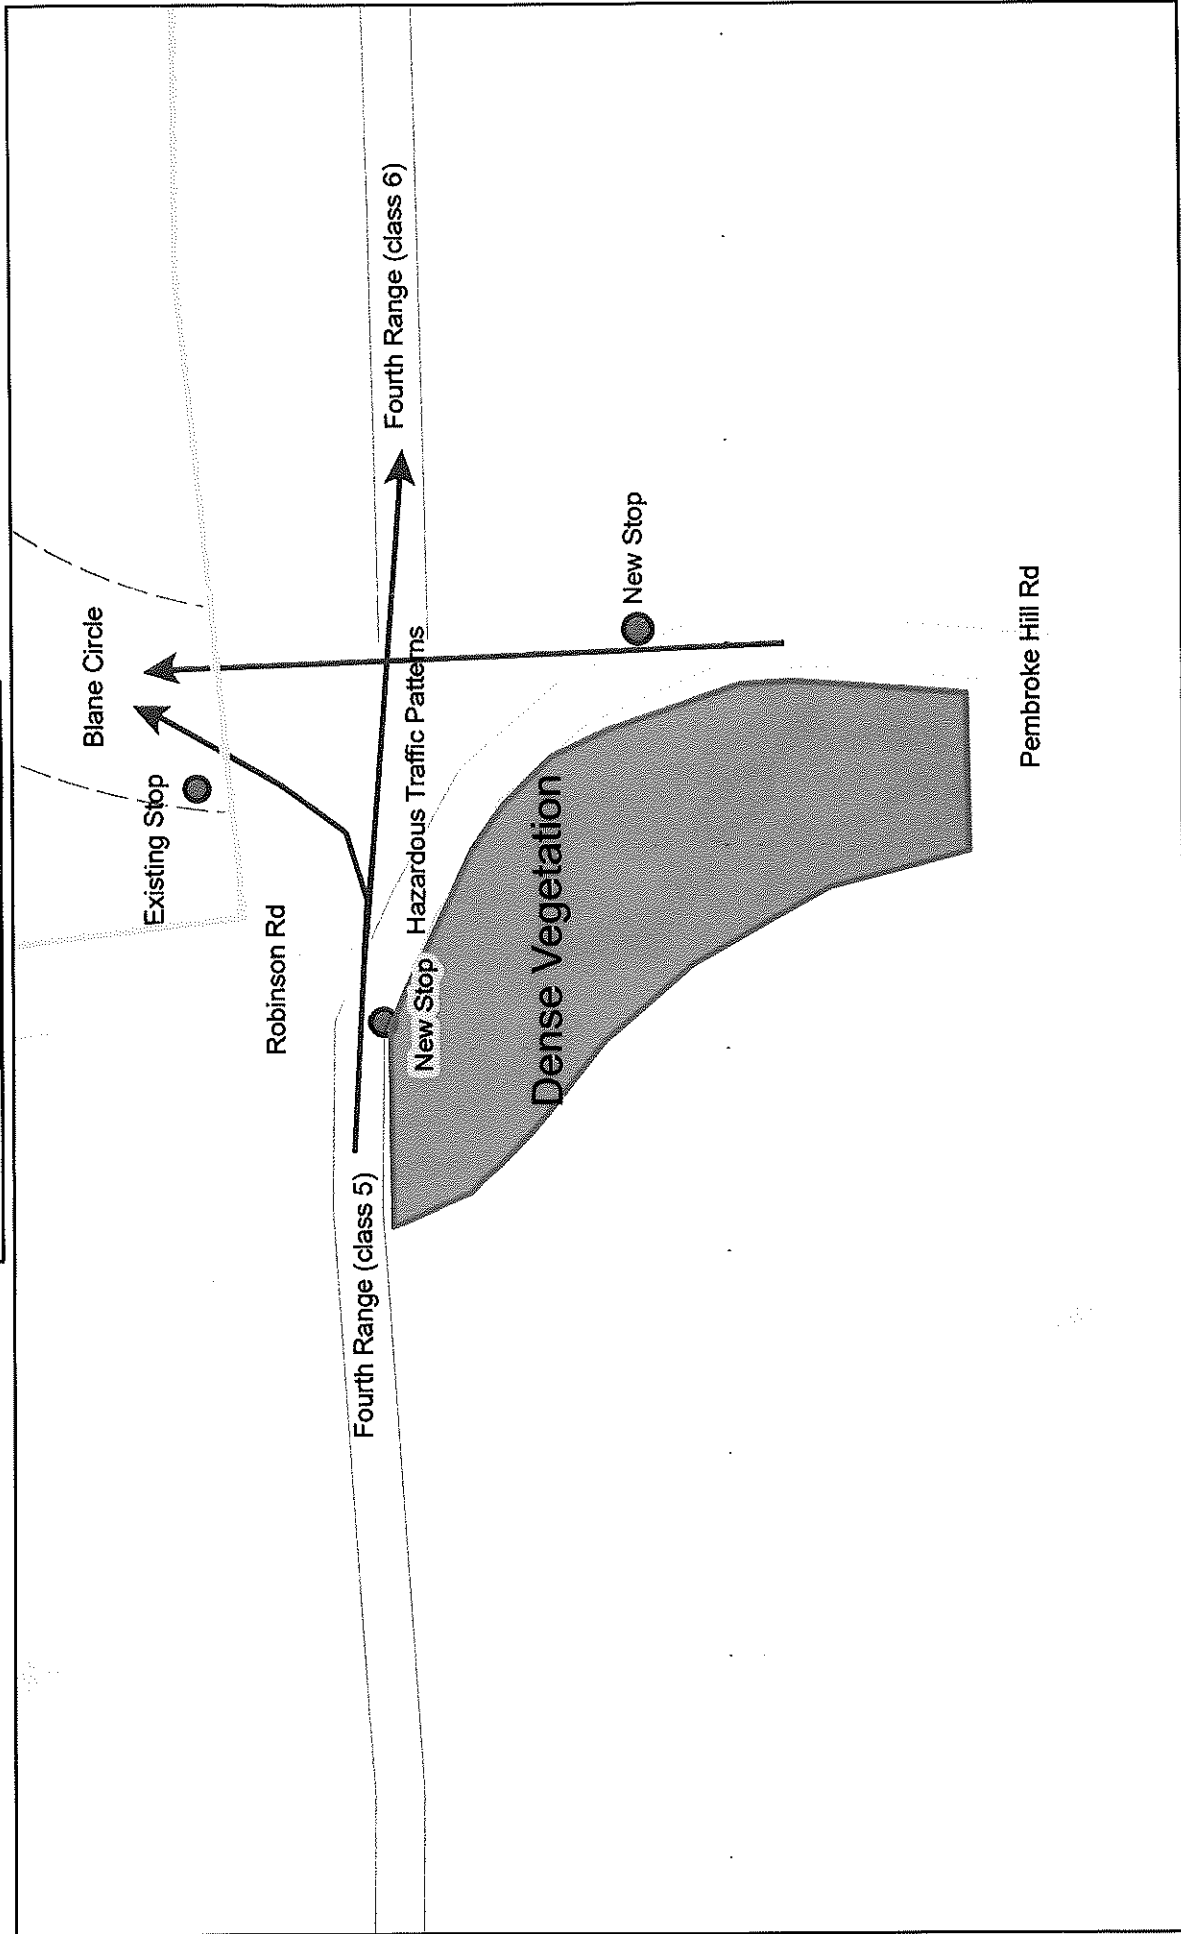 Blane Circle
Existing Stop
Robinson Rd
Fourth Range (class 5)
Fourth Range (class 6)
Hazardous Traffic Patterns
New Stop
Dense Vegetation
New Stop
Pembroke Hill Rd